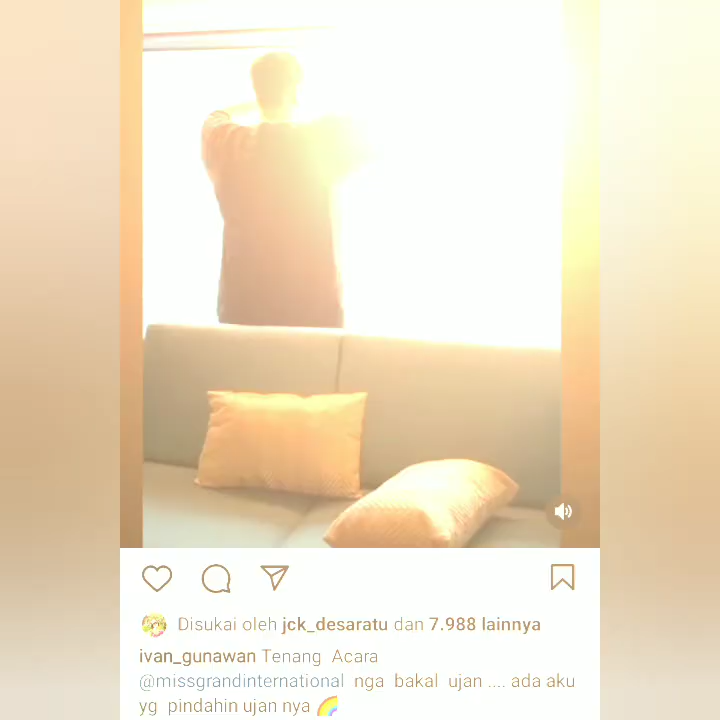 Disukai oleh jck_desaratu dan 7.988 lainnya
ivan_gunawan Tenang Acara
@missgrandinternational nga bakal ujan .... ada aku
yg pindahin ujan nya 🌈